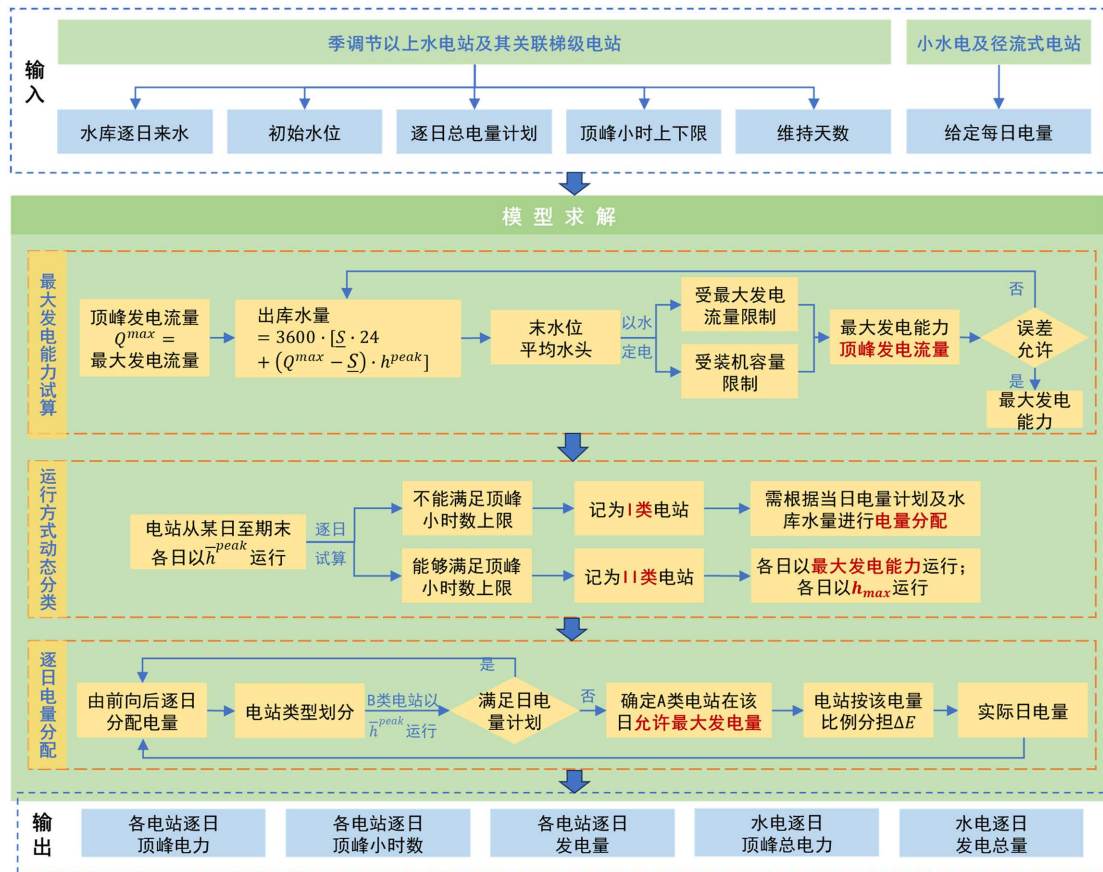 输入
季调节以上水电站及其关联梯级电站
小水电及径流式电站
水库逐日来水
初始水位
逐日总电量计划
顶峰小时上下限
维持天数
给定每日电量
模型求解
最大发电能力试算
顶峰发电流量
Q^{max} =
最大发电流量
出库水量
= 3600 · [S̲ · 24
+ (Q^{max} − S̲) · h^{peak}]
末水位
平均水头
以水
定电
受最大发电
流量限制
受装机容量
限制
最大发电能力
顶峰发电流量
否
误差
允许
是
最大发电
能力
运行方式动态分类
电站从某日至期末
各日以h̅^{peak}运行
逐日
试算
不能满足顶峰
小时数上限
记为I类电站
需根据当日电量计划及水
库水量进行电量分配
能够满足顶峰
小时数上限
记为II类电站
各日以最大发电能力运行；
各日以h_{max}运行
逐日电量分配
是
由前向后逐日
分配电量
电站类型划分
B类电站以
h̅^{peak}运行
满足日电
量计划
否
确定A类电站在该
日允许最大发电量
电站按该电量
比例分担ΔE
实际日电量
输出
各电站逐日
顶峰电力
各电站逐日
顶峰小时数
各电站逐日
发电量
水电逐日
顶峰总电力
水电逐日
发电总量